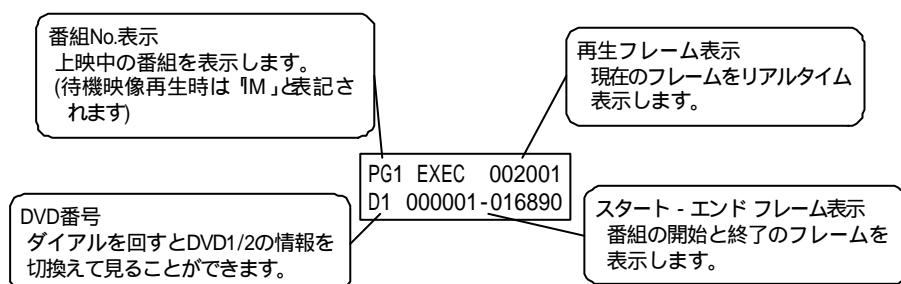 番組No.表示
上映中の番組を表示します。
(待機映像再生時は『IM」と表記さ
れます)
再生フレーム表示
現在のフレームをリアルタイム
表示します。
PG1 EXEC 002001
D1 000001-016890
DVD番号
ダイアルを回すとDVD1/2の情報を
切換えて見ることができます。
スタート - エンド フレーム表示
番組の開始と終了のフレームを
表示します。